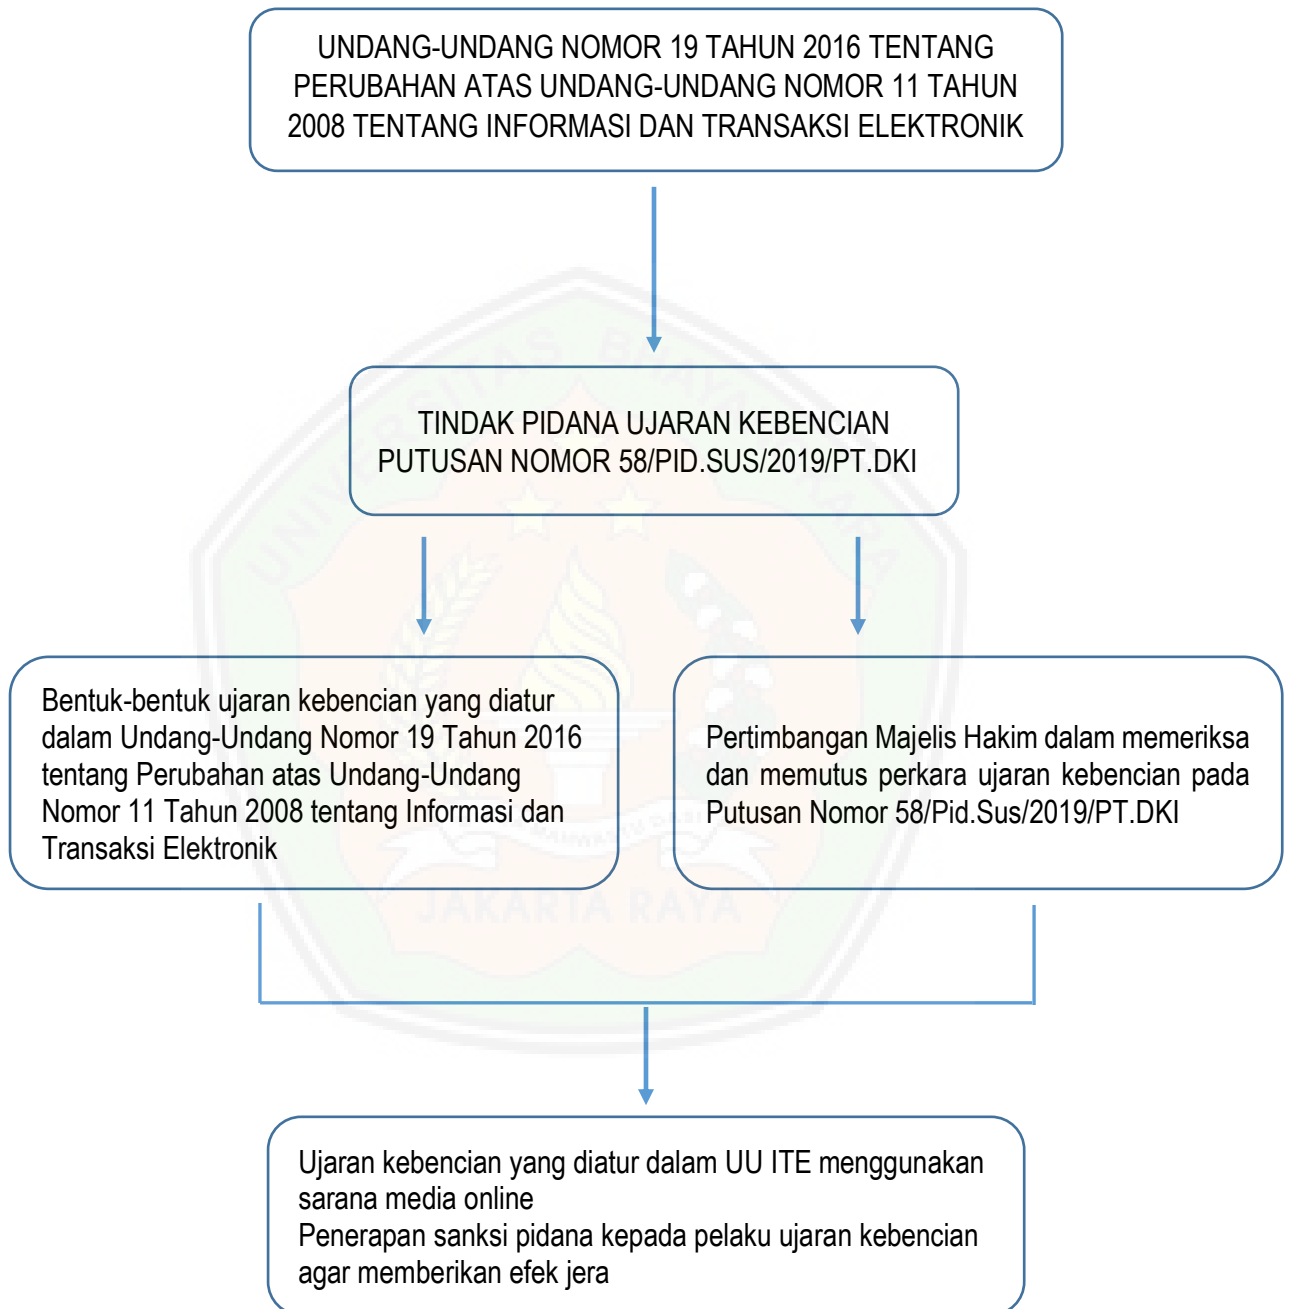 UNDANG-UNDANG NOMOR 19 TAHUN 2016 TENTANG
PERUBAHAN ATAS UNDANG-UNDANG NOMOR 11 TAHUN
2008 TENTANG INFORMASI DAN TRANSAKSI ELEKTRONIK
UNIVERSITAS BHAYANGKARA
TINDAK PIDANA UJARAN KEBENCIAN
PUTUSAN NOMOR 58/PID.SUS/2019/PT.DKI
Bentuk-bentuk ujaran kebencian yang diatur
dalam Undang-Undang Nomor 19 Tahun 2016
tentang Perubahan atas Undang-Undang
Nomor 11 Tahun 2008 tentang Informasi dan
Transaksi Elektronik
Pertimbangan Majelis Hakim dalam memeriksa
dan memutus perkara ujaran kebencian pada
Putusan Nomor 58/Pid.Sus/2019/PT.DKI
JAKARTA RAYA
Ujaran kebencian yang diatur dalam UU ITE menggunakan
sarana media online
Penerapan sanksi pidana kepada pelaku ujaran kebencian
agar memberikan efek jera